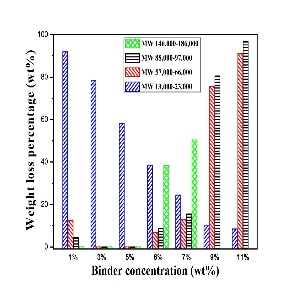 MW 146,000-186,000
MW 85,000-97,000
MW 57,000-66,000
MW 13,000-23,000
Weight loss percentage (wt%)
100
80
60
40
20
0
1% 3% 5% 6% 7% 9% 11%
Binder concentration (wt%)